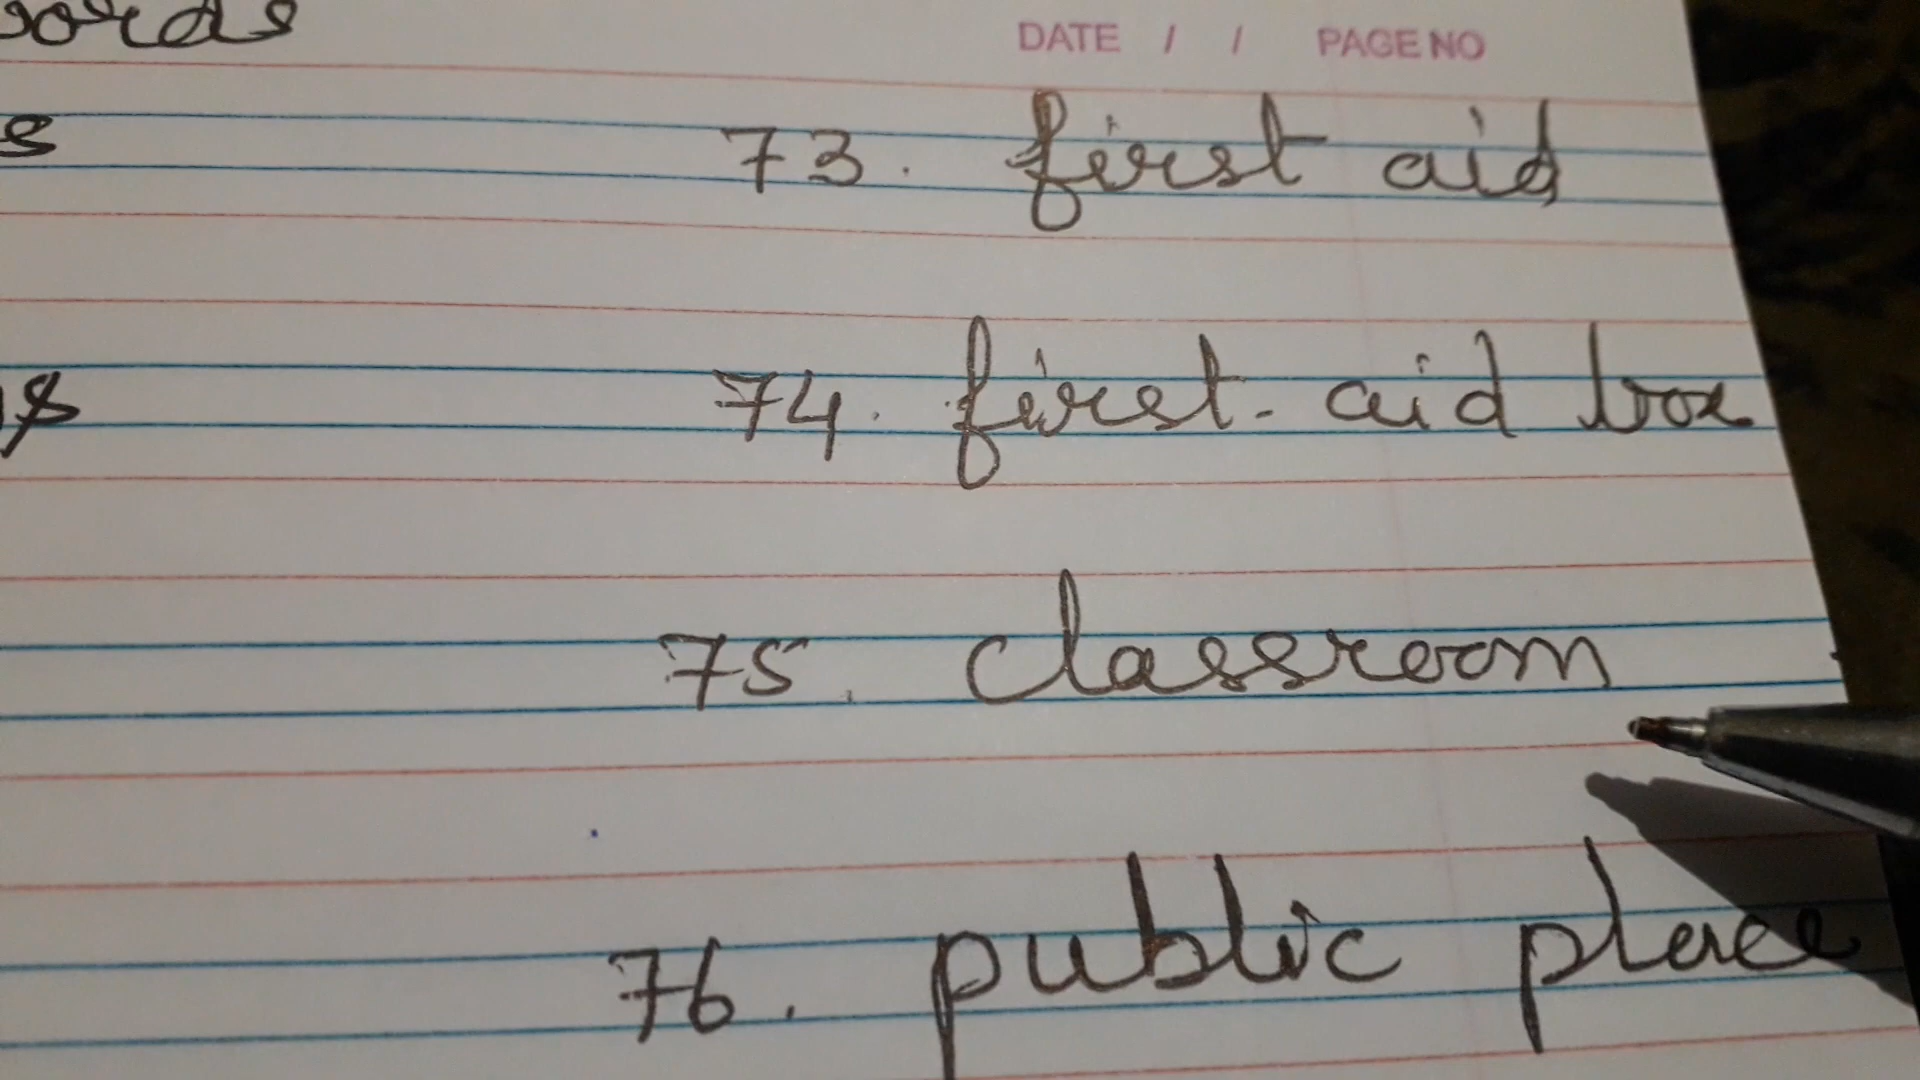 DATE / / PAGE NO
s 73. first aid
74. first-aid box
75. classroom
76. public place